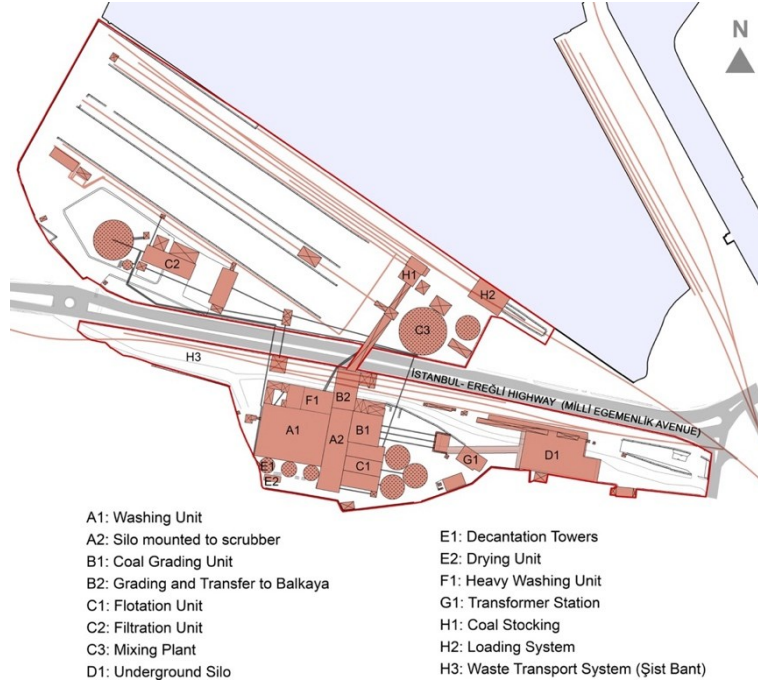 N
C2
H1
H2
C3
H3
İSTANBUL- EREĞLİ HIGHWAY (MİLLİ EGEMENLİK AVENUE)
F1
B2
A1
A2
B1
C1
E1
E2
G1
D1
A1: Washing Unit
A2: Silo mounted to scrubber
B1: Coal Grading Unit
B2: Grading and Transfer to Balkaya
C1: Flotation Unit
C2: Filtration Unit
C3: Mixing Plant
D1: Underground Silo
E1: Decantation Towers
E2: Drying Unit
F1: Heavy Washing Unit
G1: Transformer Station
H1: Coal Stocking
H2: Loading System
H3: Waste Transport System (Şist Bant)